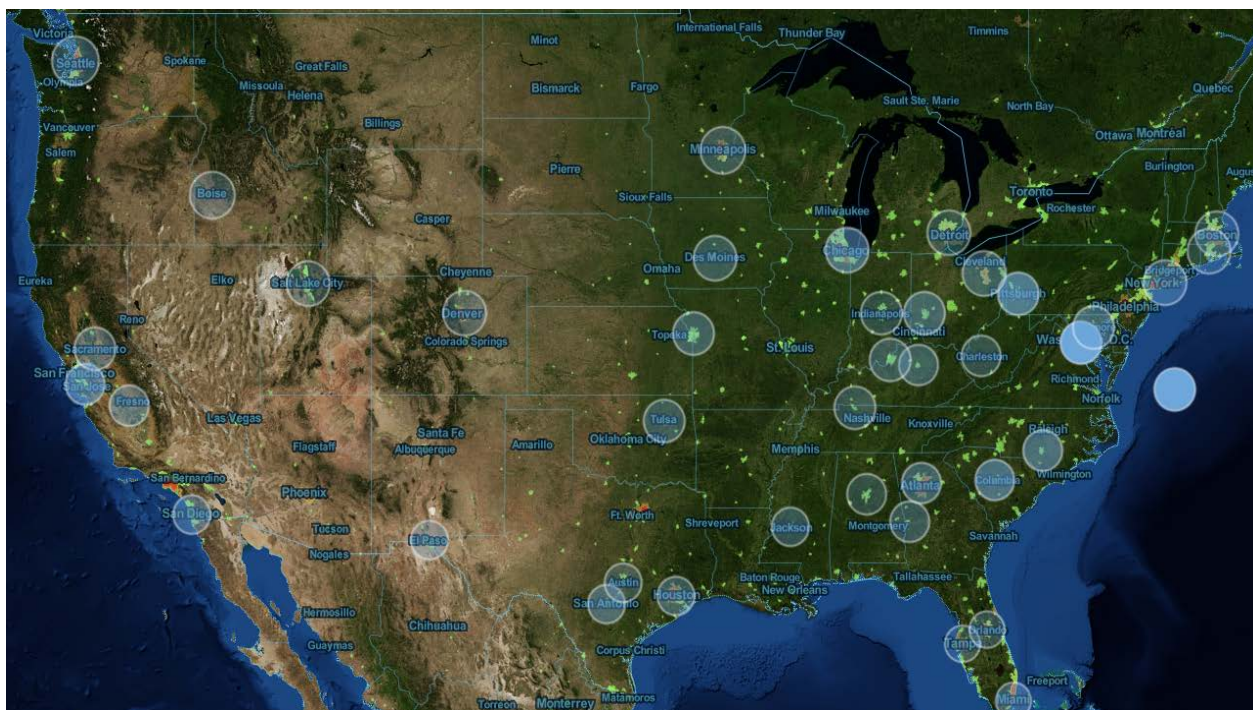 Victoria
Seattle
Olympia
Spokane
Great Falls
Missoula
Helena
Vancouver
Salem
Billings
Minot
Bismarck
Fargo
International Falls
Thunder Bay
Timmins
Sault Ste. Marie
North Bay
Quebec
Ottawa
Montréal
Burlington
Augu
Boise
Pierre
Minneapolis
Sioux Falls
Toronto
Rochester
Milwaukee
Casper
Eureka
Elko
Salt Lake City
Cheyenne
Omaha
Des Moines
Chicago
Detroit
Cleveland
Boston
Bridgeport
New York
Pittsburgh
Philadelphia
Reno
Sacramento
Denver
Colorado Springs
Topeka
St. Louis
Indianapolis
Cincinnati
Charleston
Was
D.C.
Richmond
Norfolk
San Francisco
San Jose
Fresno
Las Vegas
Flagstaff
Santa Fe
Albuquerque
Amarillo
Tulsa
Oklahoma City
Nashville
Knoxville
Memphis
Raleigh
Wilmington
San Bernardino
San Diego
Phoenix
Tucson
Nogales
El Paso
Ft. Worth
Shreveport
Jackson
Montgomery
Atlanta
Columbia
Savannah
Austin
San Antonio
Houston
Baton Rouge
New Orleans
Tallahassee
Hermosillo
Chihuahua
Guaymas
Corpus Christi
Orlando
Tampa
Torreon
Monterrey
Matamoros
Miami
Freeport